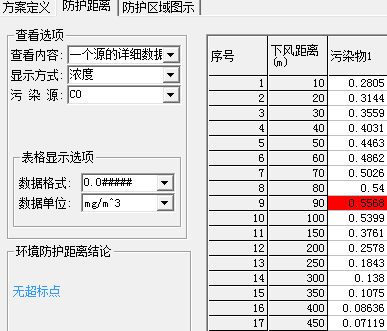 方案定义 防护距离 防护区域图示
查看选项
查看内容: 一个源的详细数据
显示方式: 浓度
污 染 源: CO
表格显示选项
数据格式: 0.0#####
数据单位: mg/m^3
环境防护距离结论
无超标点
序号 下风距离(m) 污染物1
1 10 0.2805
2 20 0.3144
3 30 0.3559
4 40 0.4031
5 50 0.4463
6 60 0.4862
7 70 0.5026
8 80 0.54
9 90 0.5566
10 100 0.5399
11 150 0.3761
12 200 0.2578
13 250 0.1843
14 300 0.138
15 350 0.1075
16 400 0.08636
17 450 0.07119